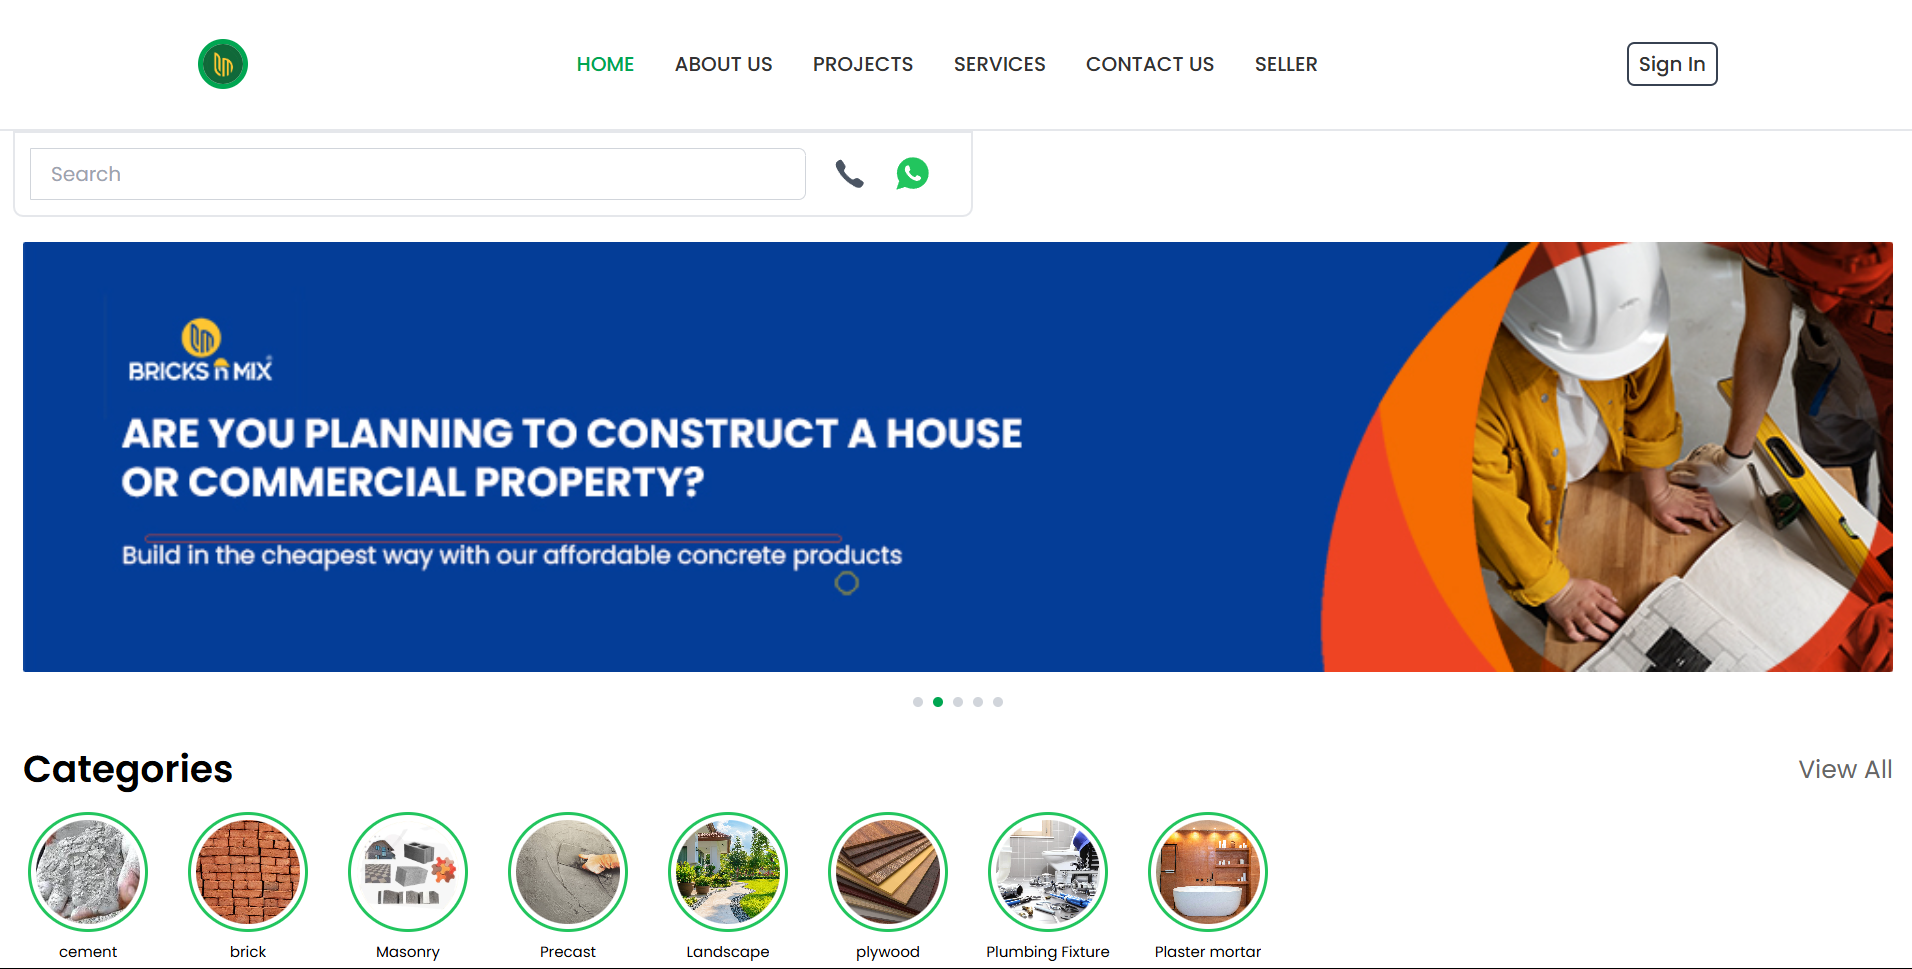 HOME ABOUT US PROJECTS SERVICES CONTACT US SELLER Sign In
Search
BRICKS n MIX
ARE YOU PLANNING TO CONSTRUCT A HOUSE
OR COMMERCIAL PROPERTY?
Build in the cheapest way with our affordable concrete products
Categories View All
cement brick Masonry Precast Landscape plywood Plumbing Fixture Plaster mortar